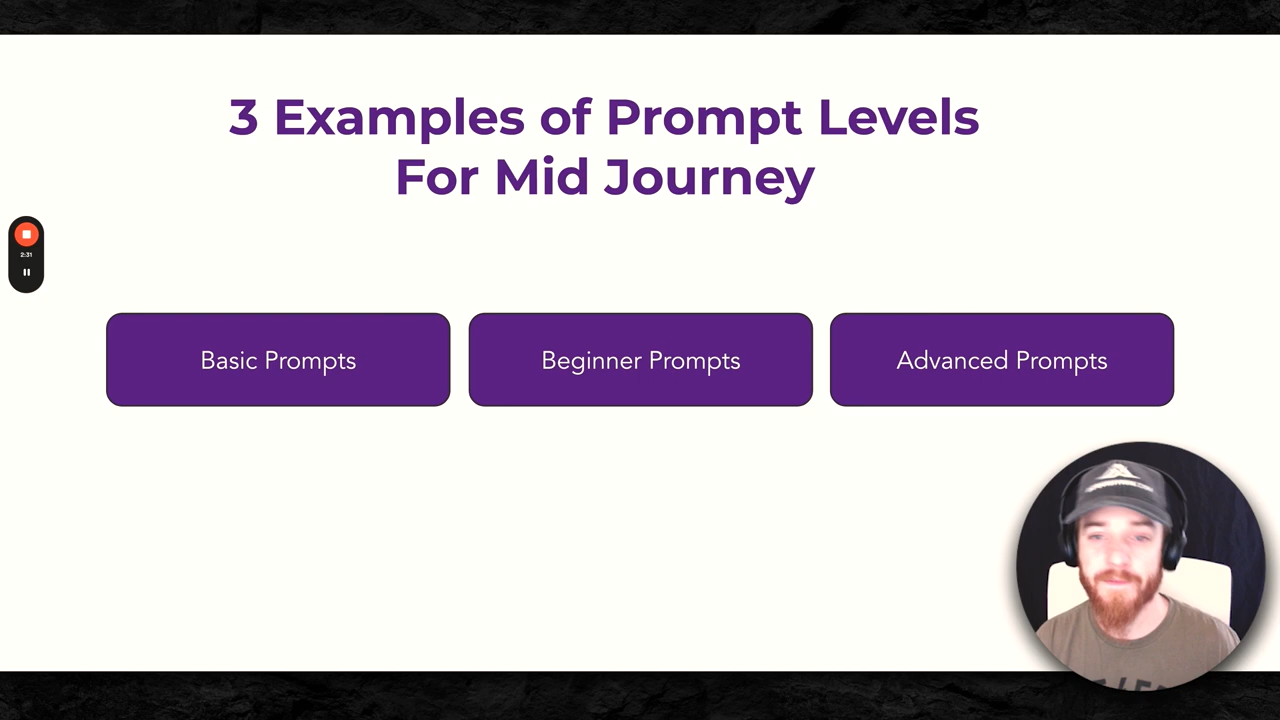 3 Examples of Prompt Levels
For Mid Journey
2:31
Basic Prompts
Beginner Prompts
Advanced Prompts